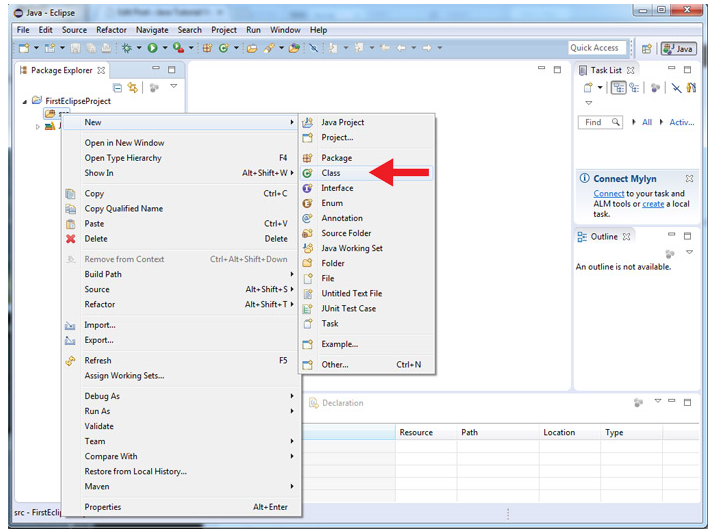 Java - Eclipse
File Edit Source Refactor Navigate Search Project Run Window Help
Quick Access
Java
Package Explorer
FirstEclipseProject
src
New
Open in New Window
Open Type Hierarchy F4
Show In Alt+Shift+W
Copy Ctrl+C
Copy Qualified Name
Paste Ctrl+V
Delete Delete
Remove from Context Ctrl+Alt+Shift+Down
Build Path
Source Alt+Shift+S
Refactor Alt+Shift+T
Import...
Export...
Refresh F5
Assign Working Sets...
Debug As
Run As
Validate
Team
Compare With
Restore from Local History...
Maven
Properties Alt+Enter
Java Project
Project...
Package
Class
Interface
Enum
Annotation
Source Folder
Java Working Set
Folder
File
Untitled Text File
JUnit Test Case
Task
Example...
Other... Ctrl+N
Task List
Find All Activ...
Connect Mylyn
Connect to your task and
ALM tools or create a local
task.
Outline
An outline is not available.
Declaration
Resource Path Location Type
src - FirstEcli